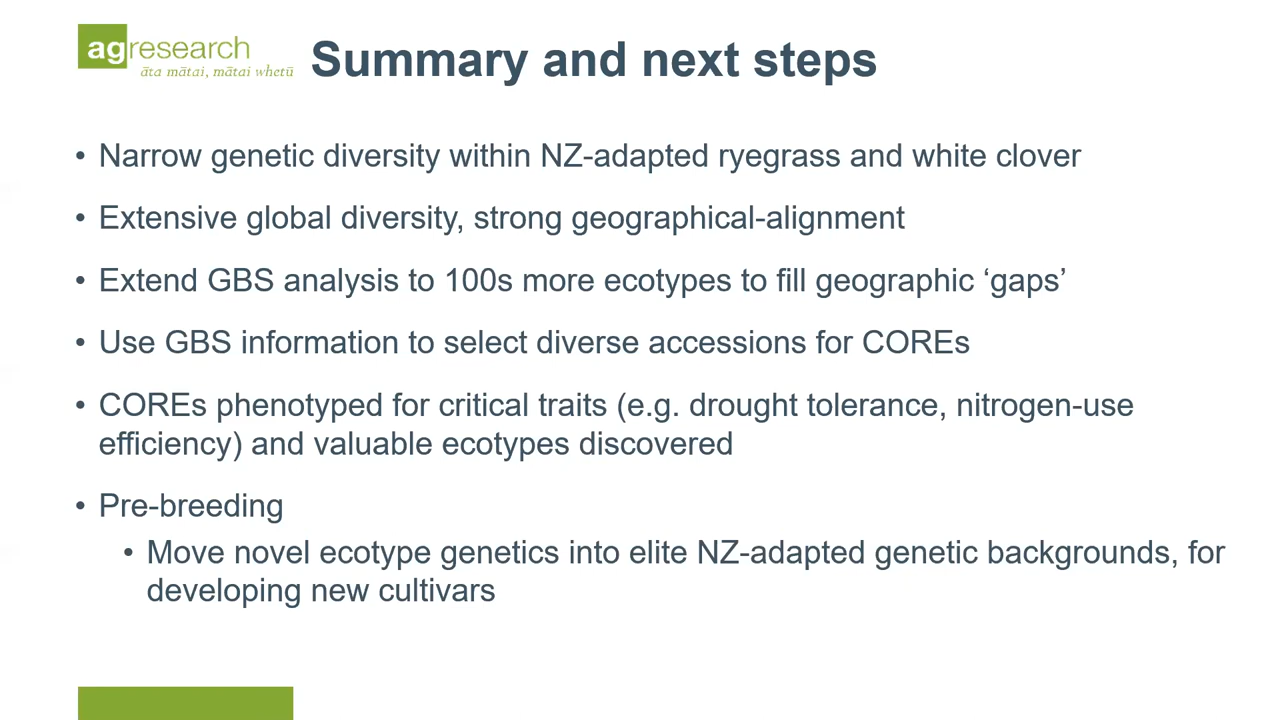 agresearch
āta mātai, mātai whetū
Summary and next steps
• Narrow genetic diversity within NZ-adapted ryegrass and white clover
• Extensive global diversity, strong geographical-alignment
• Extend GBS analysis to 100s more ecotypes to fill geographic ‘gaps’
• Use GBS information to select diverse accessions for COREs
• COREs phenotyped for critical traits (e.g. drought tolerance, nitrogen-use
efficiency) and valuable ecotypes discovered
• Pre-breeding
• Move novel ecotype genetics into elite NZ-adapted genetic backgrounds, for
developing new cultivars